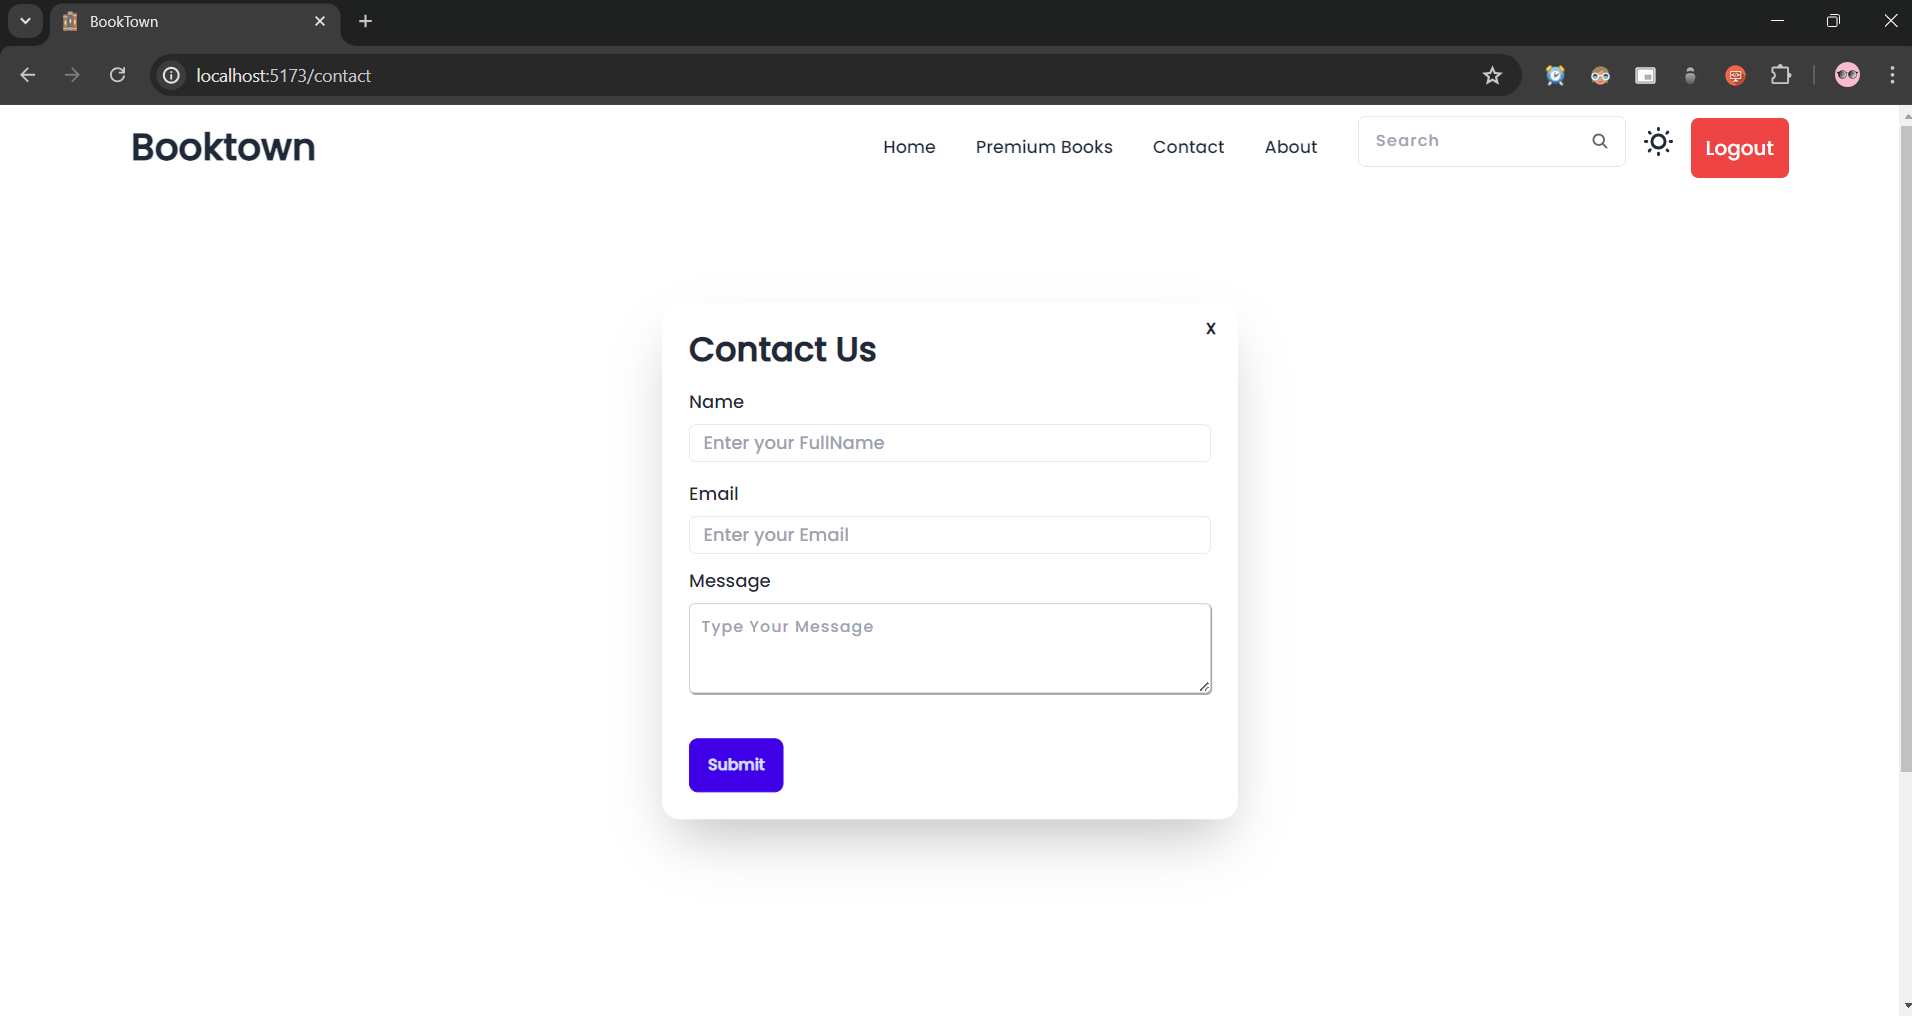 BookTown
localhost:5173/contact
Booktown
Home
Premium Books
Contact
About
Search
Logout
x
Contact Us
Name
Enter your FullName
Email
Enter your Email
Message
Type Your Message
Submit